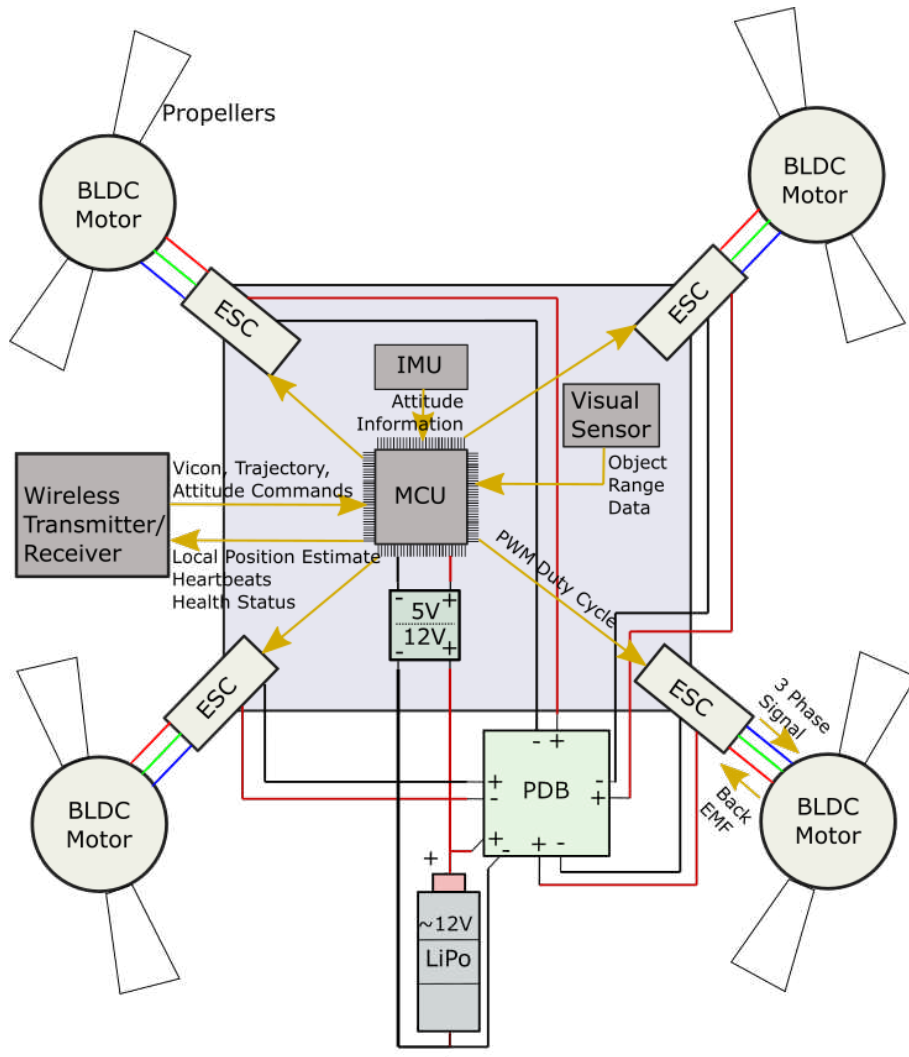 Propellers
BLDC
Motor
BLDC
Motor
ESC
ESC
IMU
Attitude
Information
Visual
Sensor
Object
Range
Data
MCU
Wireless
Transmitter/
Receiver
Vicon, Trajectory,
Attitude Commands
Local Position Estimate
Heartbeats
Health Status
PWM Duty Cycle
- +
5V
12V
- +
ESC
ESC
3 Phase
Signal
Back
EMF
- +
PDB
+
-
-
+
+
-
+ -
BLDC
Motor
BLDC
Motor
+
~12V
LiPo